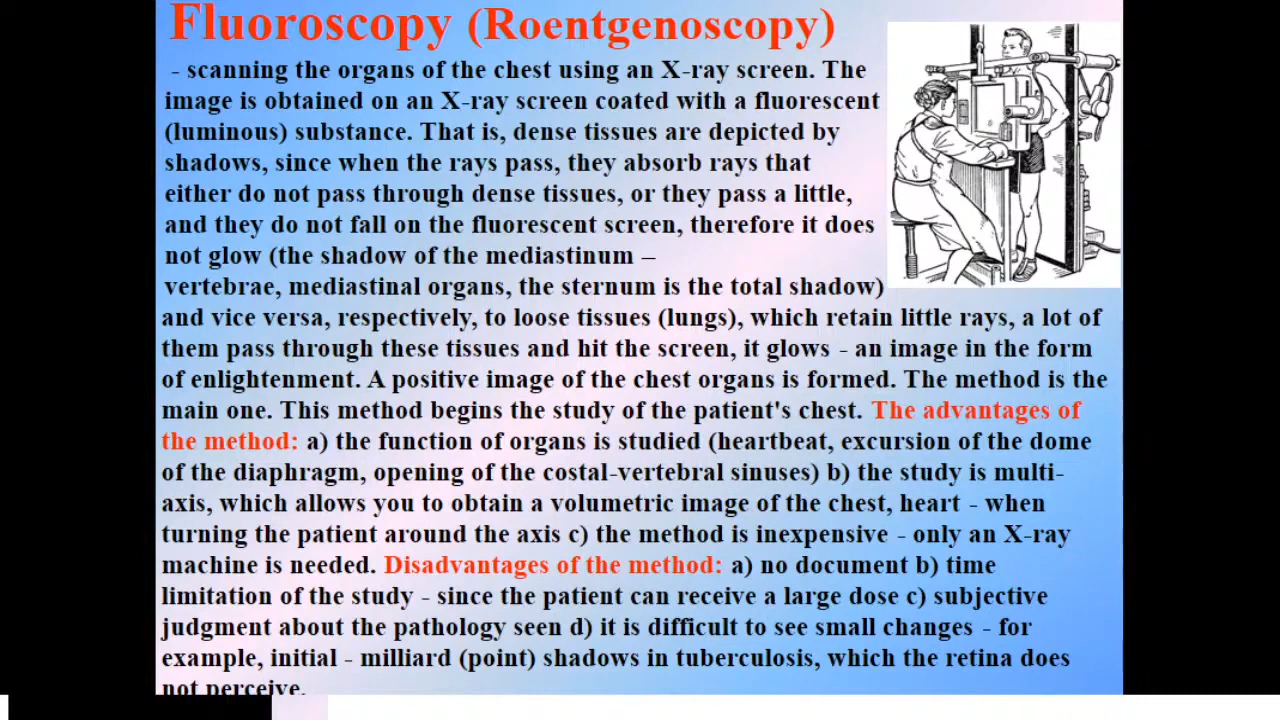 Fluoroscopy (Roentgenoscopy)
- scanning the organs of the chest using an X-ray screen. The
image is obtained on an X-ray screen coated with a fluorescent
(luminous) substance. That is, dense tissues are depicted by
shadows, since when the rays pass, they absorb rays that
either do not pass through dense tissues, or they pass a little,
and they do not fall on the fluorescent screen, therefore it does
not glow (the shadow of the mediastinum –
vertebrae, mediastinal organs, the sternum is the total shadow)
and vice versa, respectively, to loose tissues (lungs), which retain little rays, a lot of
them pass through these tissues and hit the screen, it glows - an image in the form
of enlightenment. A positive image of the chest organs is formed. The method is the
main one. This method begins the study of the patient's chest. The advantages of
the method: a) the function of organs is studied (heartbeat, excursion of the dome
of the diaphragm, opening of the costal-vertebral sinuses) b) the study is multi-
axis, which allows you to obtain a volumetric image of the chest, heart - when
turning the patient around the axis c) the method is inexpensive - only an X-ray
machine is needed. Disadvantages of the method: a) no document b) time
limitation of the study - since the patient can receive a large dose c) subjective
judgment about the pathology seen d) it is difficult to see small changes - for
example, initial - milliard (point) shadows in tuberculosis, which the retina does
not perceive.